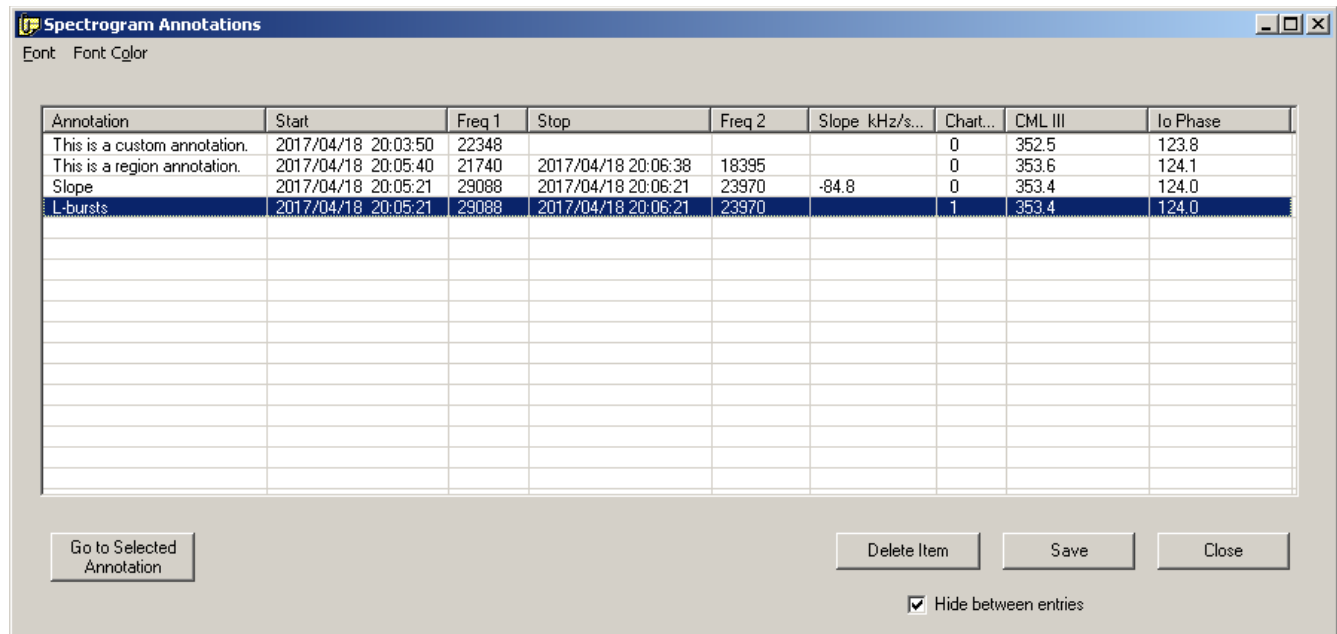 Spectrogram Annotations
Font Font Color
Annotation Start Freq 1 Stop Freq 2 Slope kHz/s... Chart... CML III Io Phase
This is a custom annotation. 2017/04/18 20:03:50 22348 0 352.5 123.8
This is a region annotation. 2017/04/18 20:05:40 21740 2017/04/18 20:06:38 18395 0 353.6 124.1
Slope 2017/04/18 20:05:21 29088 2017/04/18 20:06:21 23970 -84.8 0 353.4 124.0
L-bursts 2017/04/18 20:05:21 29088 2017/04/18 20:06:21 23970 1 353.4 124.0
Go to Selected
Annotation
Delete Item Save Close
Hide between entries